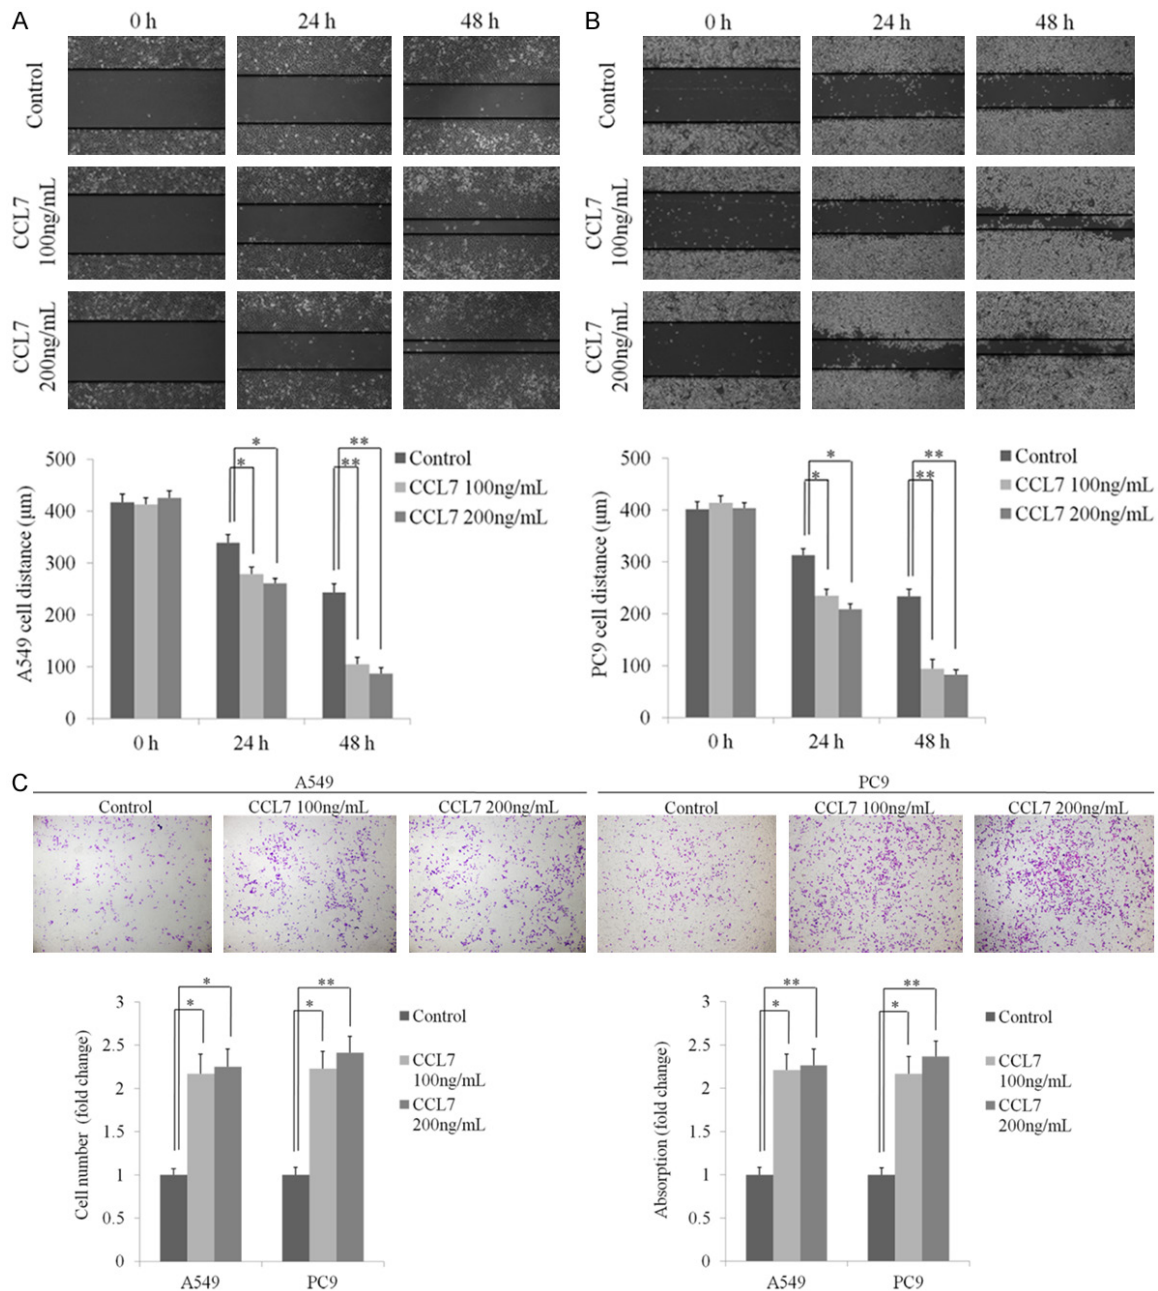 A
0 h 24 h 48 h
Control
CCL7
100ng/mL
CCL7
200ng/mL
500
400
300
200
100
0
A549 cell distance (μm)
* *
** **
Control
CCL7 100ng/mL
CCL7 200ng/mL
0 h 24 h 48 h
B
0 h 24 h 48 h
Control
CCL7
100ng/mL
CCL7
200ng/mL
500
400
300
200
100
0
PC9 cell distance (μm)
* *
** **
Control
CCL7 100ng/mL
CCL7 200ng/mL
0 h 24 h 48 h
C
A549 PC9
Control CCL7 100ng/mL CCL7 200ng/mL Control CCL7 100ng/mL CCL7 200ng/mL
3
2.5
2
1.5
1
0.5
0
Cell number (fold change)
* *
* **
Control
CCL7
100ng/mL
CCL7
200ng/mL
A549 PC9
3
2.5
2
1.5
1
0.5
0
Absorption (fold change)
* **
* **
Control
CCL7
100ng/mL
CCL7
200ng/mL
A549 PC9